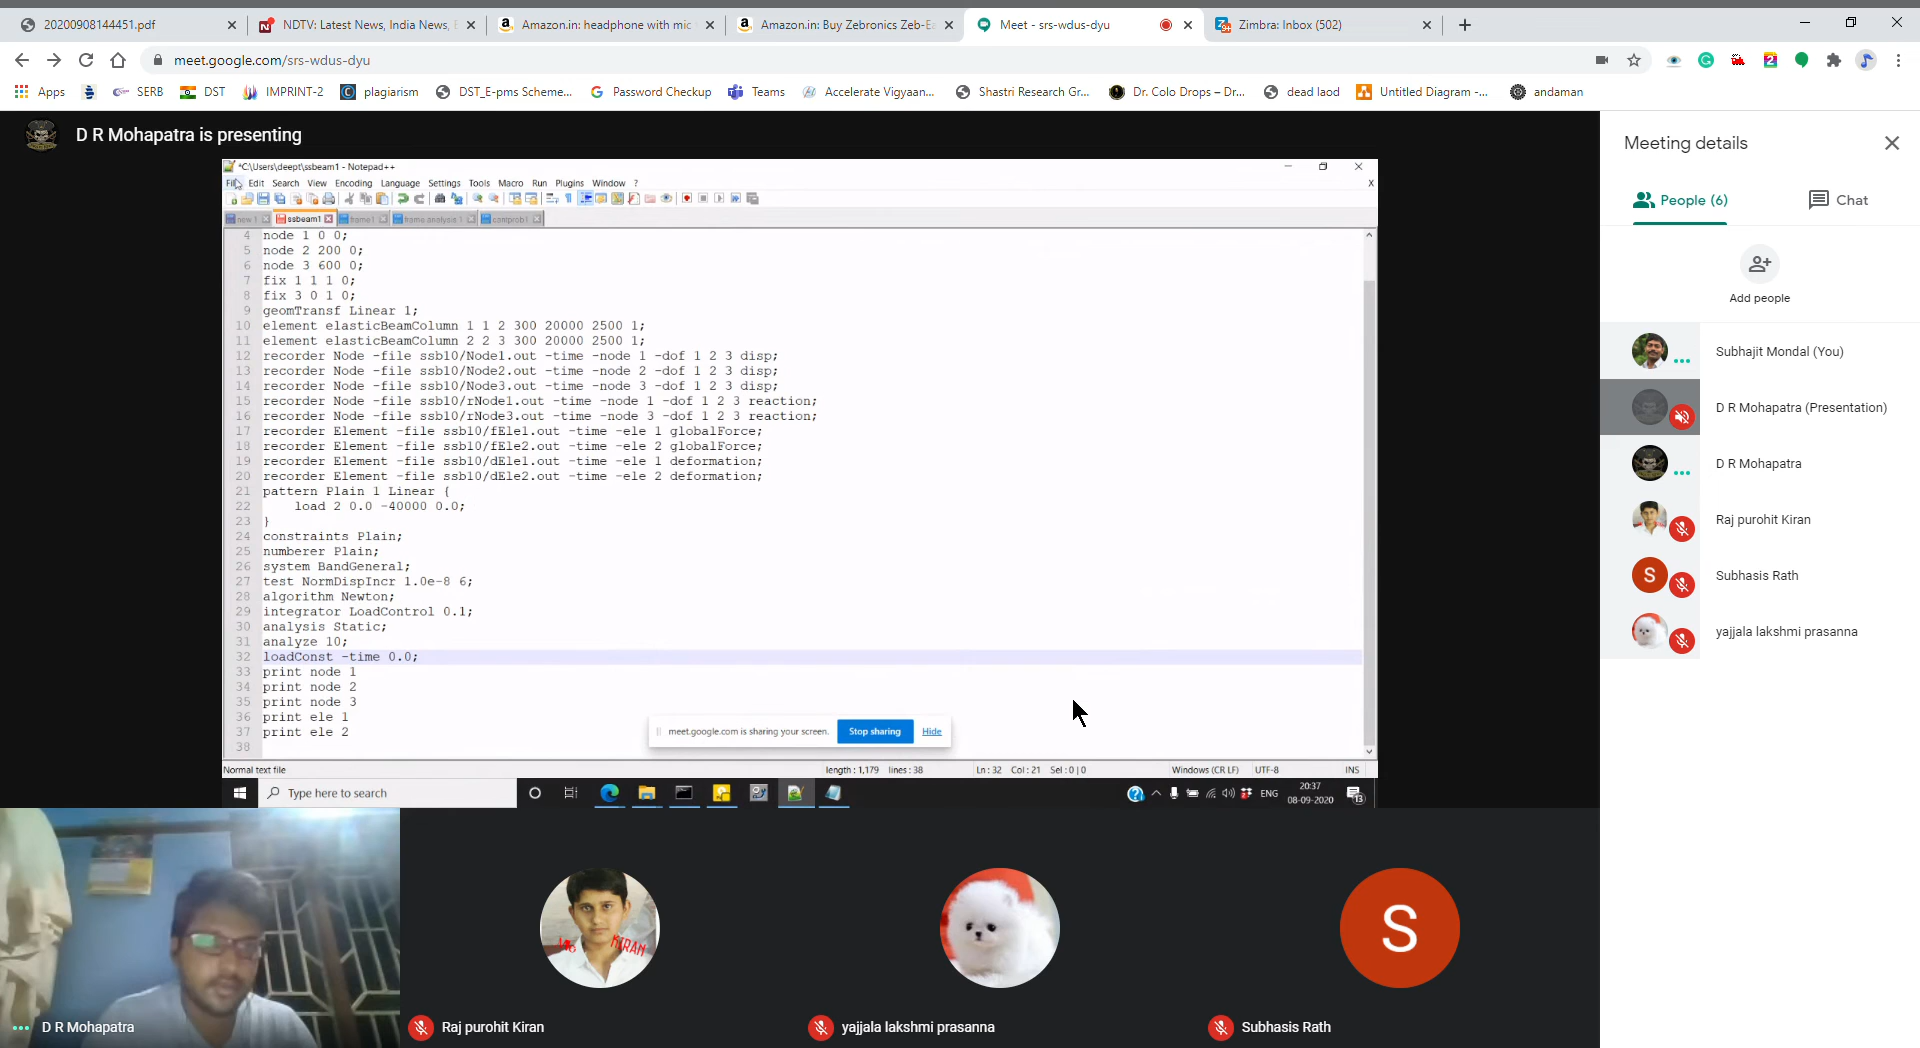 20200908144451.pdf
NDTV: Latest News, India News,
Amazon.in: headphone with mic
Amazon.in: Buy Zebronics Zeb-Ea
Meet - srs-wdus-dyu
Zimbra: Inbox (502)
meet.google.com/srs-wdus-dyu
Apps
SERB
DST
IMPRINT-2
plagiarism
DST_E-pms Scheme...
Password Checkup
Teams
Accelerate Vigyaan...
Shastri Research Gr...
Dr. Colo Drops – Dr...
dead laod
Untitled Diagram -...
andaman
D R Mohapatra is presenting
*C:\Users\deept\ssbeam1 - Notepad++
File Edit Search View Encoding Language Settings Tools Macro Run Plugins Window ? X
new 1 ssbeam1 frame1 frame analysis 1 contprob1
4 node 1 0 0;
5 node 2 200 0;
6 node 3 600 0;
7 fix 1 1 1 0;
8 fix 3 0 1 0;
9 geomTransf Linear 1;
10 element elasticBeamColumn 1 1 2 300 20000 2500 1;
11 element elasticBeamColumn 2 2 3 300 20000 2500 1;
12 recorder Node -file ssb10/Node1.out -time -node 1 -dof 1 2 3 disp;
13 recorder Node -file ssb10/Node2.out -time -node 2 -dof 1 2 3 disp;
14 recorder Node -file ssb10/Node3.out -time -node 3 -dof 1 2 3 disp;
15 recorder Node -file ssb10/rNode1.out -time -node 1 -dof 1 2 3 reaction;
16 recorder Node -file ssb10/rNode3.out -time -node 3 -dof 1 2 3 reaction;
17 recorder Element -file ssb10/fEle1.out -time -ele 1 globalForce;
18 recorder Element -file ssb10/fEle2.out -time -ele 2 globalForce;
19 recorder Element -file ssb10/dEle1.out -time -ele 1 deformation;
20 recorder Element -file ssb10/dEle2.out -time -ele 2 deformation;
21 pattern Plain 1 Linear {
22 load 2 0.0 -40000 0.0;
23 }
24 constraints Plain;
25 numberer Plain;
26 system BandGeneral;
27 test NormDispIncr 1.0e-8 6;
28 algorithm Newton;
29 integrator LoadControl 0.1;
30 analysis Static;
31 analyze 10;
32 loadConst -time 0.0;
33 print node 1
34 print node 2
35 print node 3
36 print ele 1
37 print ele 2
38
meet.google.com is sharing your screen. Stop sharing Hide
Normal text file length : 1,179 lines : 38 Ln : 32 Col : 21 Sel : 0 | 0 Windows (CR LF) UTF-8 INS
Type here to search
ENG
20:37
08-09-2020
13
Meeting details
People (6)
Chat
Add people
Subhajit Mondal (You)
D R Mohapatra (Presentation)
D R Mohapatra
Raj purohit Kiran
S
Subhasis Rath
yajjala lakshmi prasanna
KIRAN
S
D R Mohapatra
Raj purohit Kiran
yajjala lakshmi prasanna
Subhasis Rath